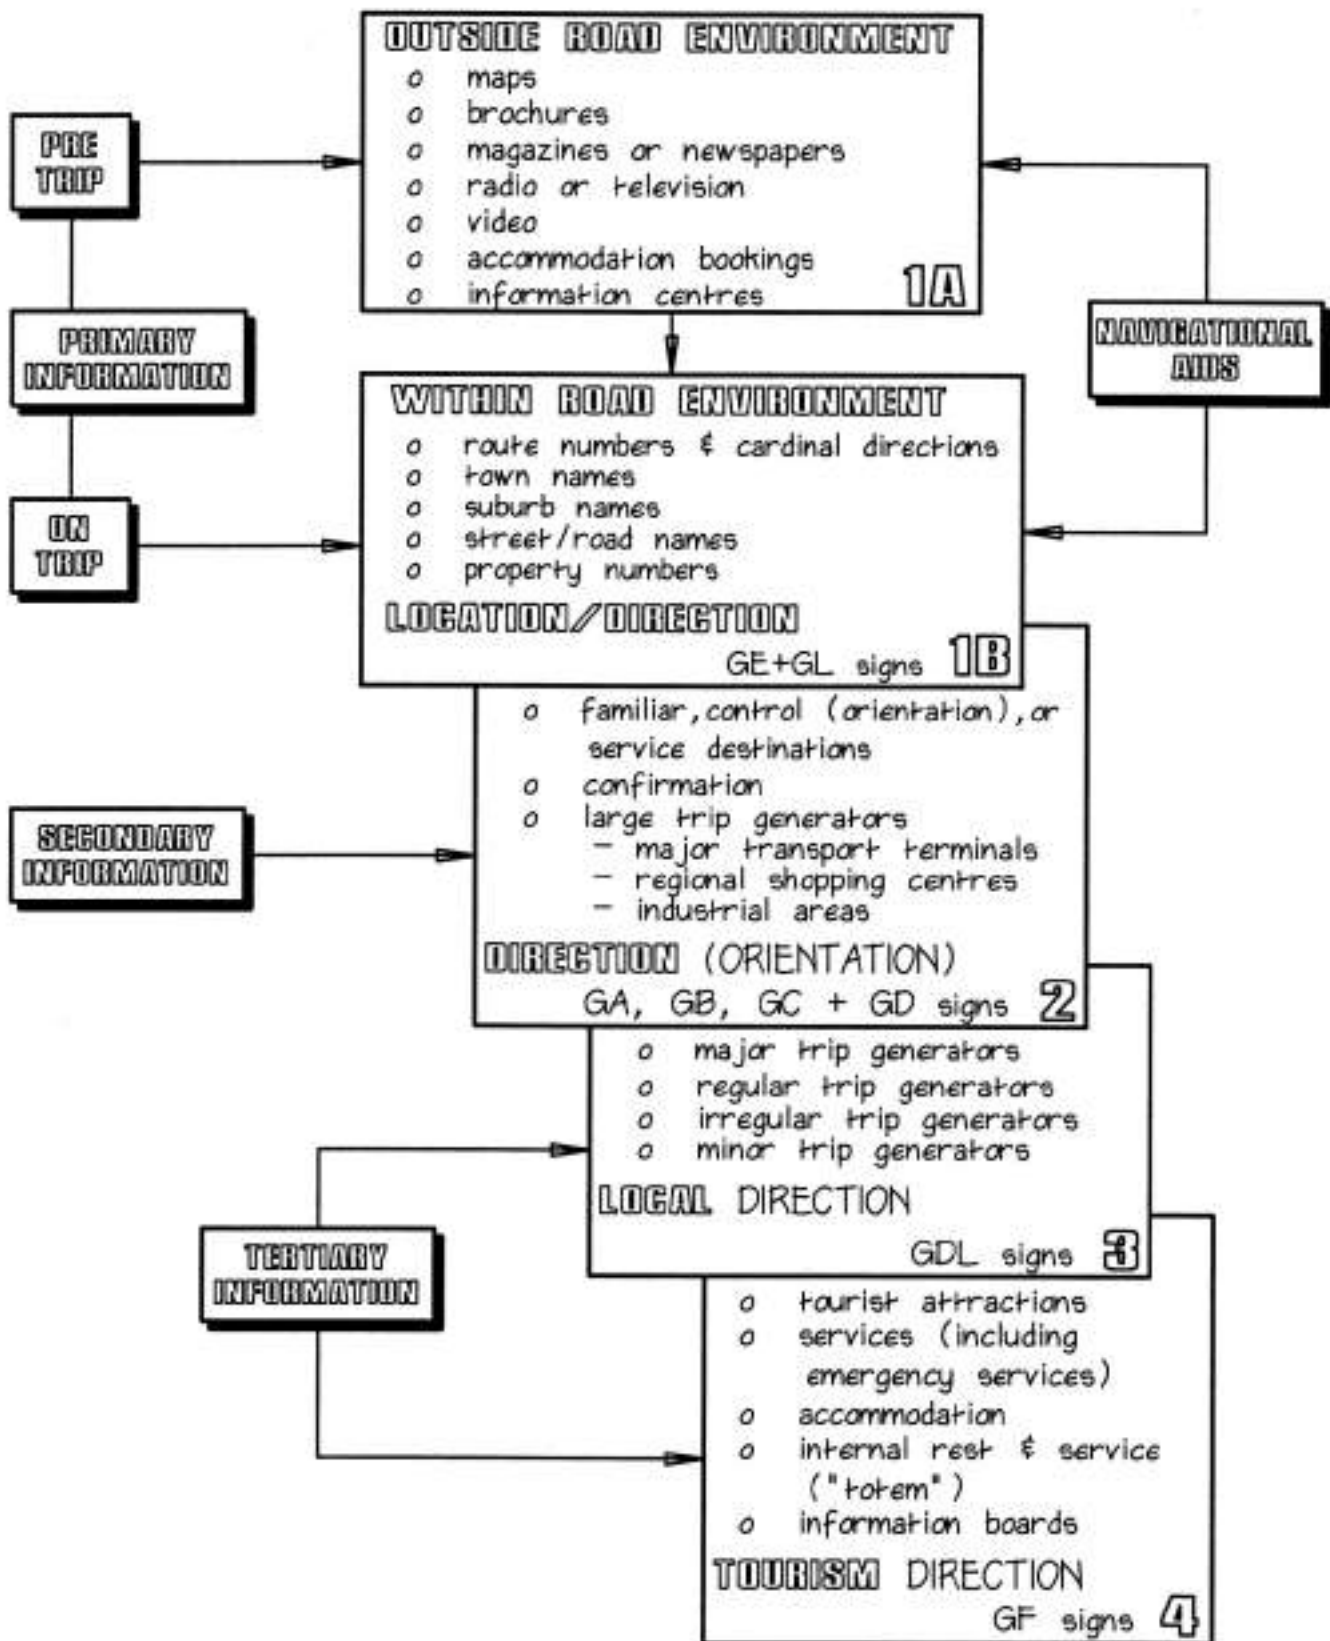 OUTSIDE ROAD ENVIRONMENT
o maps
o brochures
o magazines or newspapers
o radio or television
o video
o accommodation bookings
o information centres
1A
PRE
TRIP
PRIMARY
INFORMATION
NAVIGATIONAL
AIDS
ON
TRIP
WITHIN ROAD ENVIRONMENT
o route numbers & cardinal directions
o town names
o suburb names
o street/road names
o property numbers
LOCATION/DIRECTION
GE+GL signs 1B
o familiar, control (orientation), or
service destinations
o confirmation
o large trip generators
- major transport terminals
- regional shopping centres
- industrial areas
DIRECTION (ORIENTATION)
GA, GB, GC + GD signs 2
SECONDARY
INFORMATION
o major trip generators
o regular trip generators
o irregular trip generators
o minor trip generators
LOCAL DIRECTION
GDL signs 3
TERTIARY
INFORMATION
o tourist attractions
o services (including
emergency services)
o accommodation
o internal rest & service
("totem")
o information boards
TOURISM DIRECTION
GF signs 4